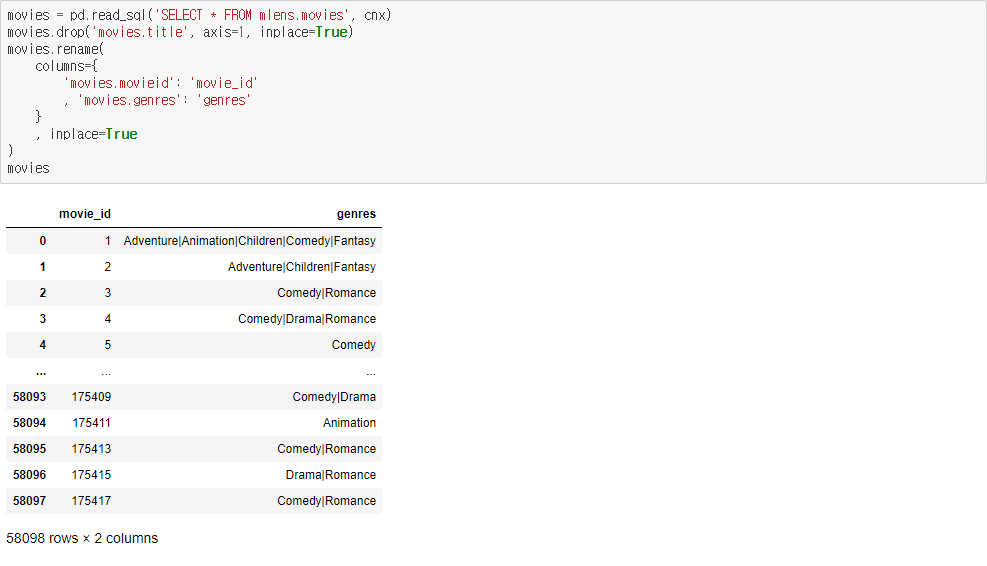 movies = pd.read_sql('SELECT * FROM mlens.movies', cnx)
movies.drop('movies.title', axis=1, inplace=True)
movies.rename(
    columns={
        'movies.movieid': 'movie_id'
        , 'movies.genres': 'genres'
    }
    , inplace=True
)
movies
movie_id genres
0 1 Adventure|Animation|Children|Comedy|Fantasy
1 2 Adventure|Children|Fantasy
2 3 Comedy|Romance
3 4 Comedy|Drama|Romance
4 5 Comedy
... ... ...
58093 175409 Comedy|Drama
58094 175411 Animation
58095 175413 Comedy|Romance
58096 175415 Drama|Romance
58097 175417 Comedy|Romance
58098 rows × 2 columns